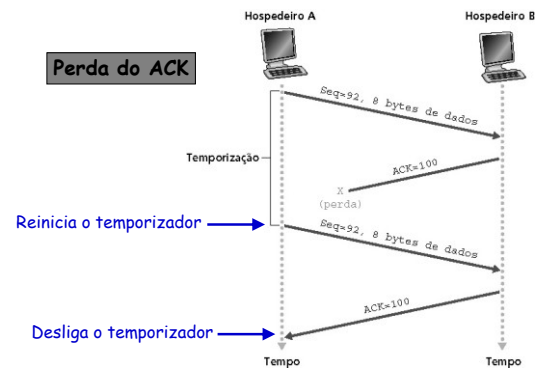 Hospedeiro A
Hospedeiro B
Perda do ACK
Seq=92, 8 bytes de dados
Temporização
ACK=100
X
(perda)
Reinicia o temporizador
Seq=92, 8 bytes de dados
ACK=100
Desliga o temporizador
Tempo
Tempo